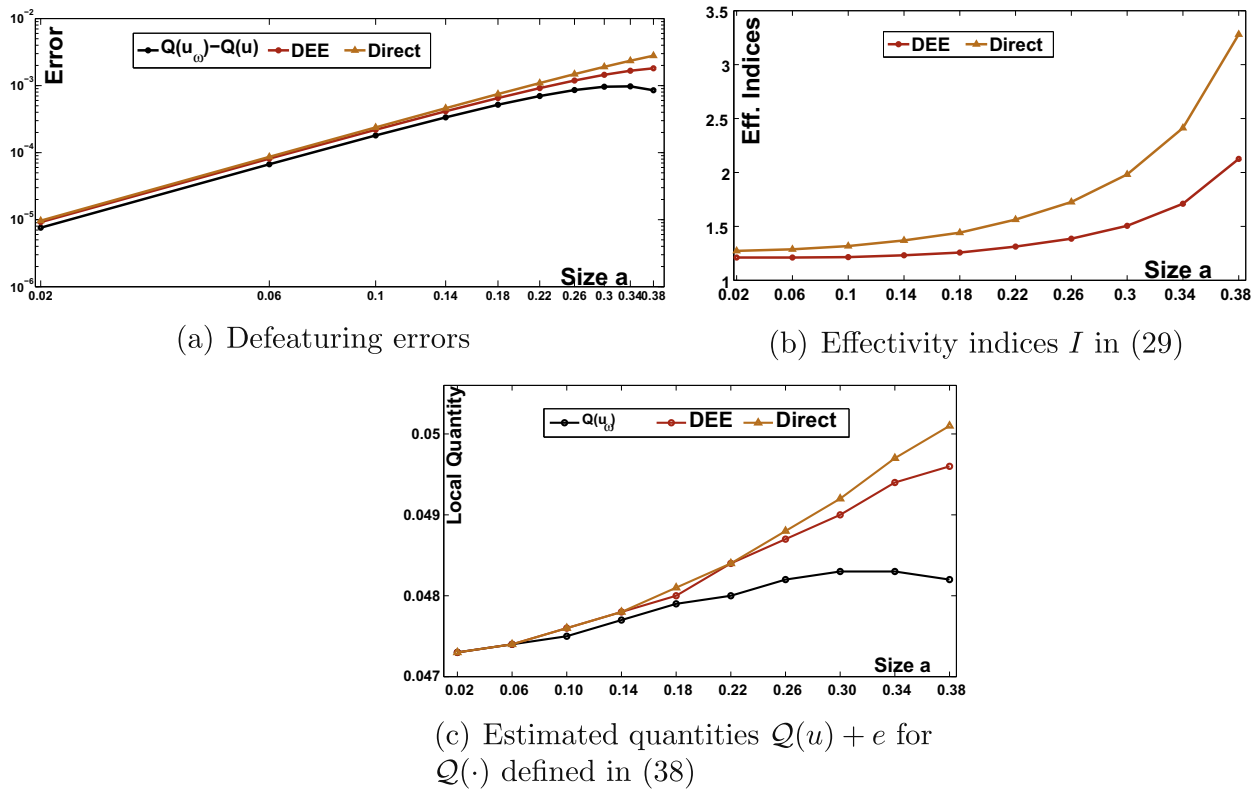 10⁻²
10⁻³
10⁻⁴
10⁻⁵
10⁻⁶
Error
Q(u_ω)−Q(u) DEE Direct
Size a
0.02 0.06 0.1 0.14 0.18 0.22 0.26 0.3 0.34 0.38
(a) Defeaturing errors
3.5
3
2.5
2
1.5
1
Eff. Indices
DEE Direct
Size a
0.02 0.06 0.1 0.14 0.18 0.22 0.26 0.3 0.34 0.38
(b) Effectivity indices I in (29)
0.05
0.049
0.048
0.047
Local Quantity
Q(u_ω) DEE Direct
Size a
0.02 0.06 0.10 0.14 0.18 0.22 0.26 0.30 0.34 0.38
(c) Estimated quantities 𝒬(u) + e for
𝒬(·) defined in (38)